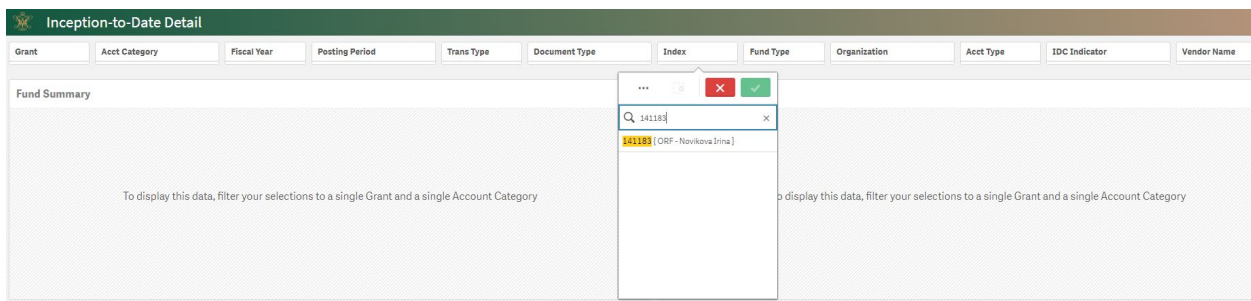 Inception-to-Date Detail
Grant Acct Category Fiscal Year Posting Period Trans Type Document Type Index Fund Type Organization Acct Type IDC Indicator Vendor Name
Fund Summary
141183
141183 [ ORF - Novikova Irina ]
To display this data, filter your selections to a single Grant and a single Account Category
display this data, filter your selections to a single Grant and a single Account Category